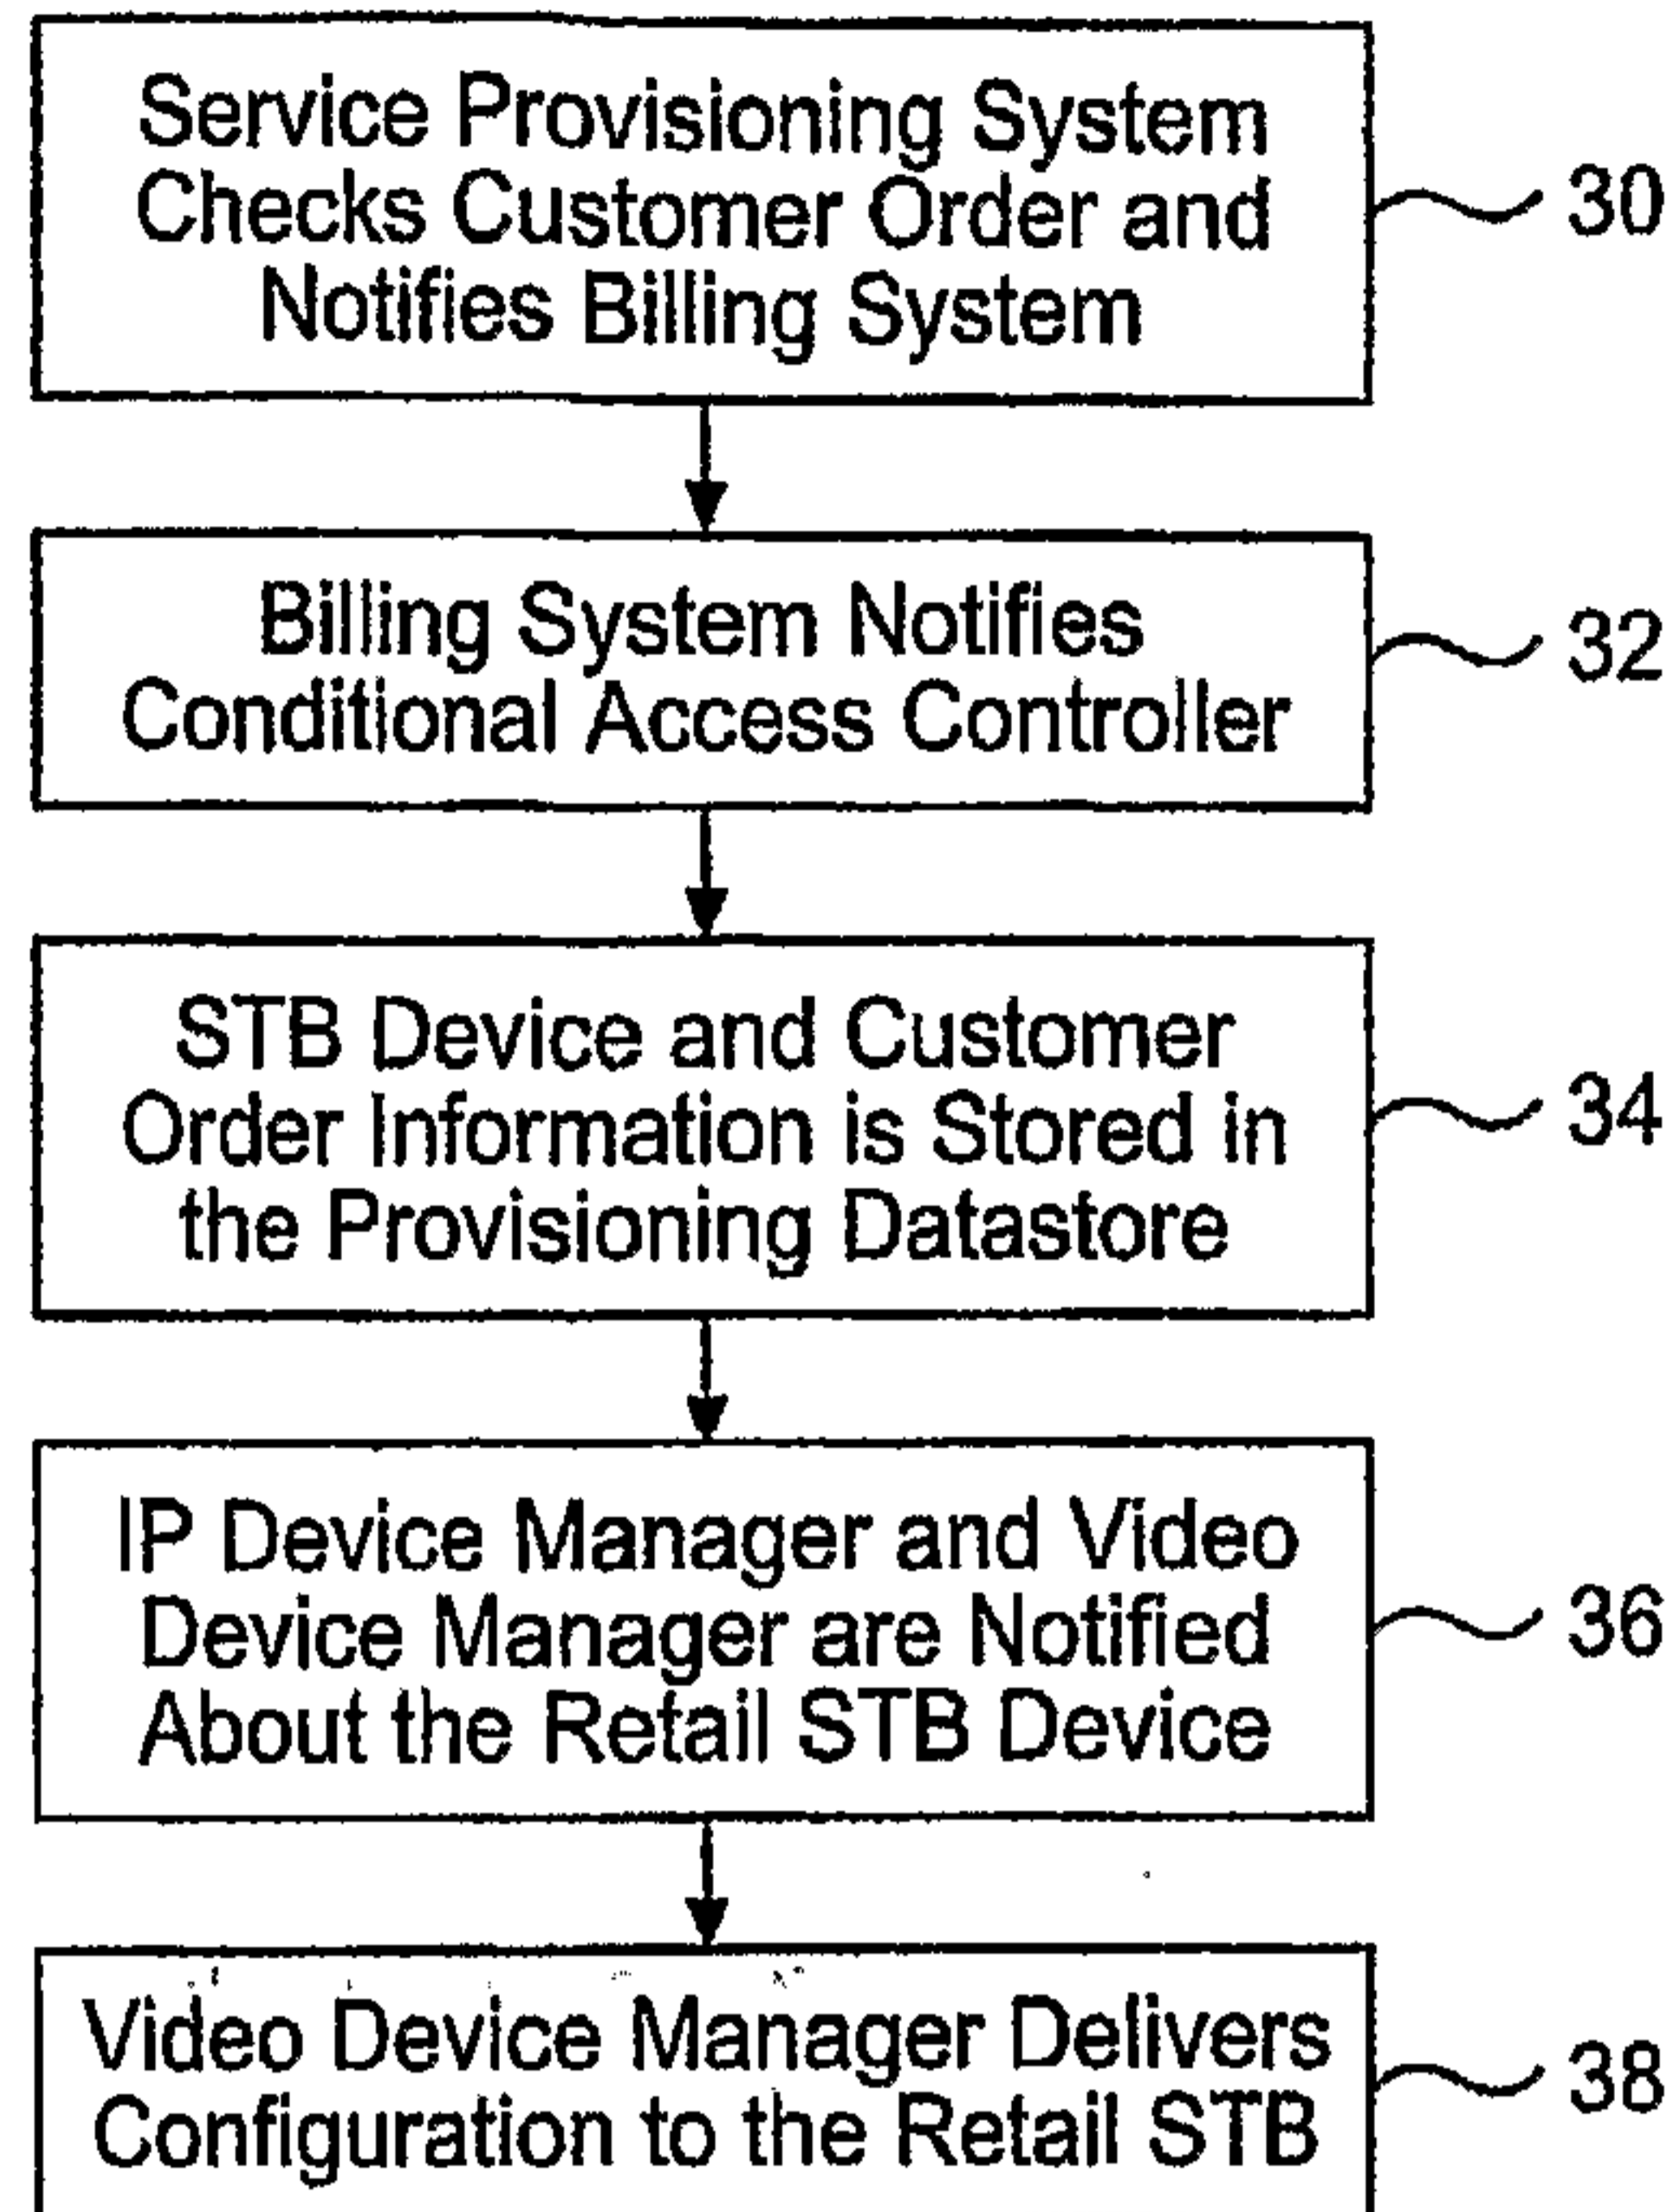 Service Provisioning System
Checks Customer Order and
Notifies Billing System
30
Billing System Notifies
Conditional Access Controller
32
STB Device and Customer
Order Information is Stored in
the Provisioning Datastore
34
IP Device Manager and Video
Device Manager are Notified
About the Retail STB Device
36
Video Device Manager Delivers
Configuration to the Retail STB
38